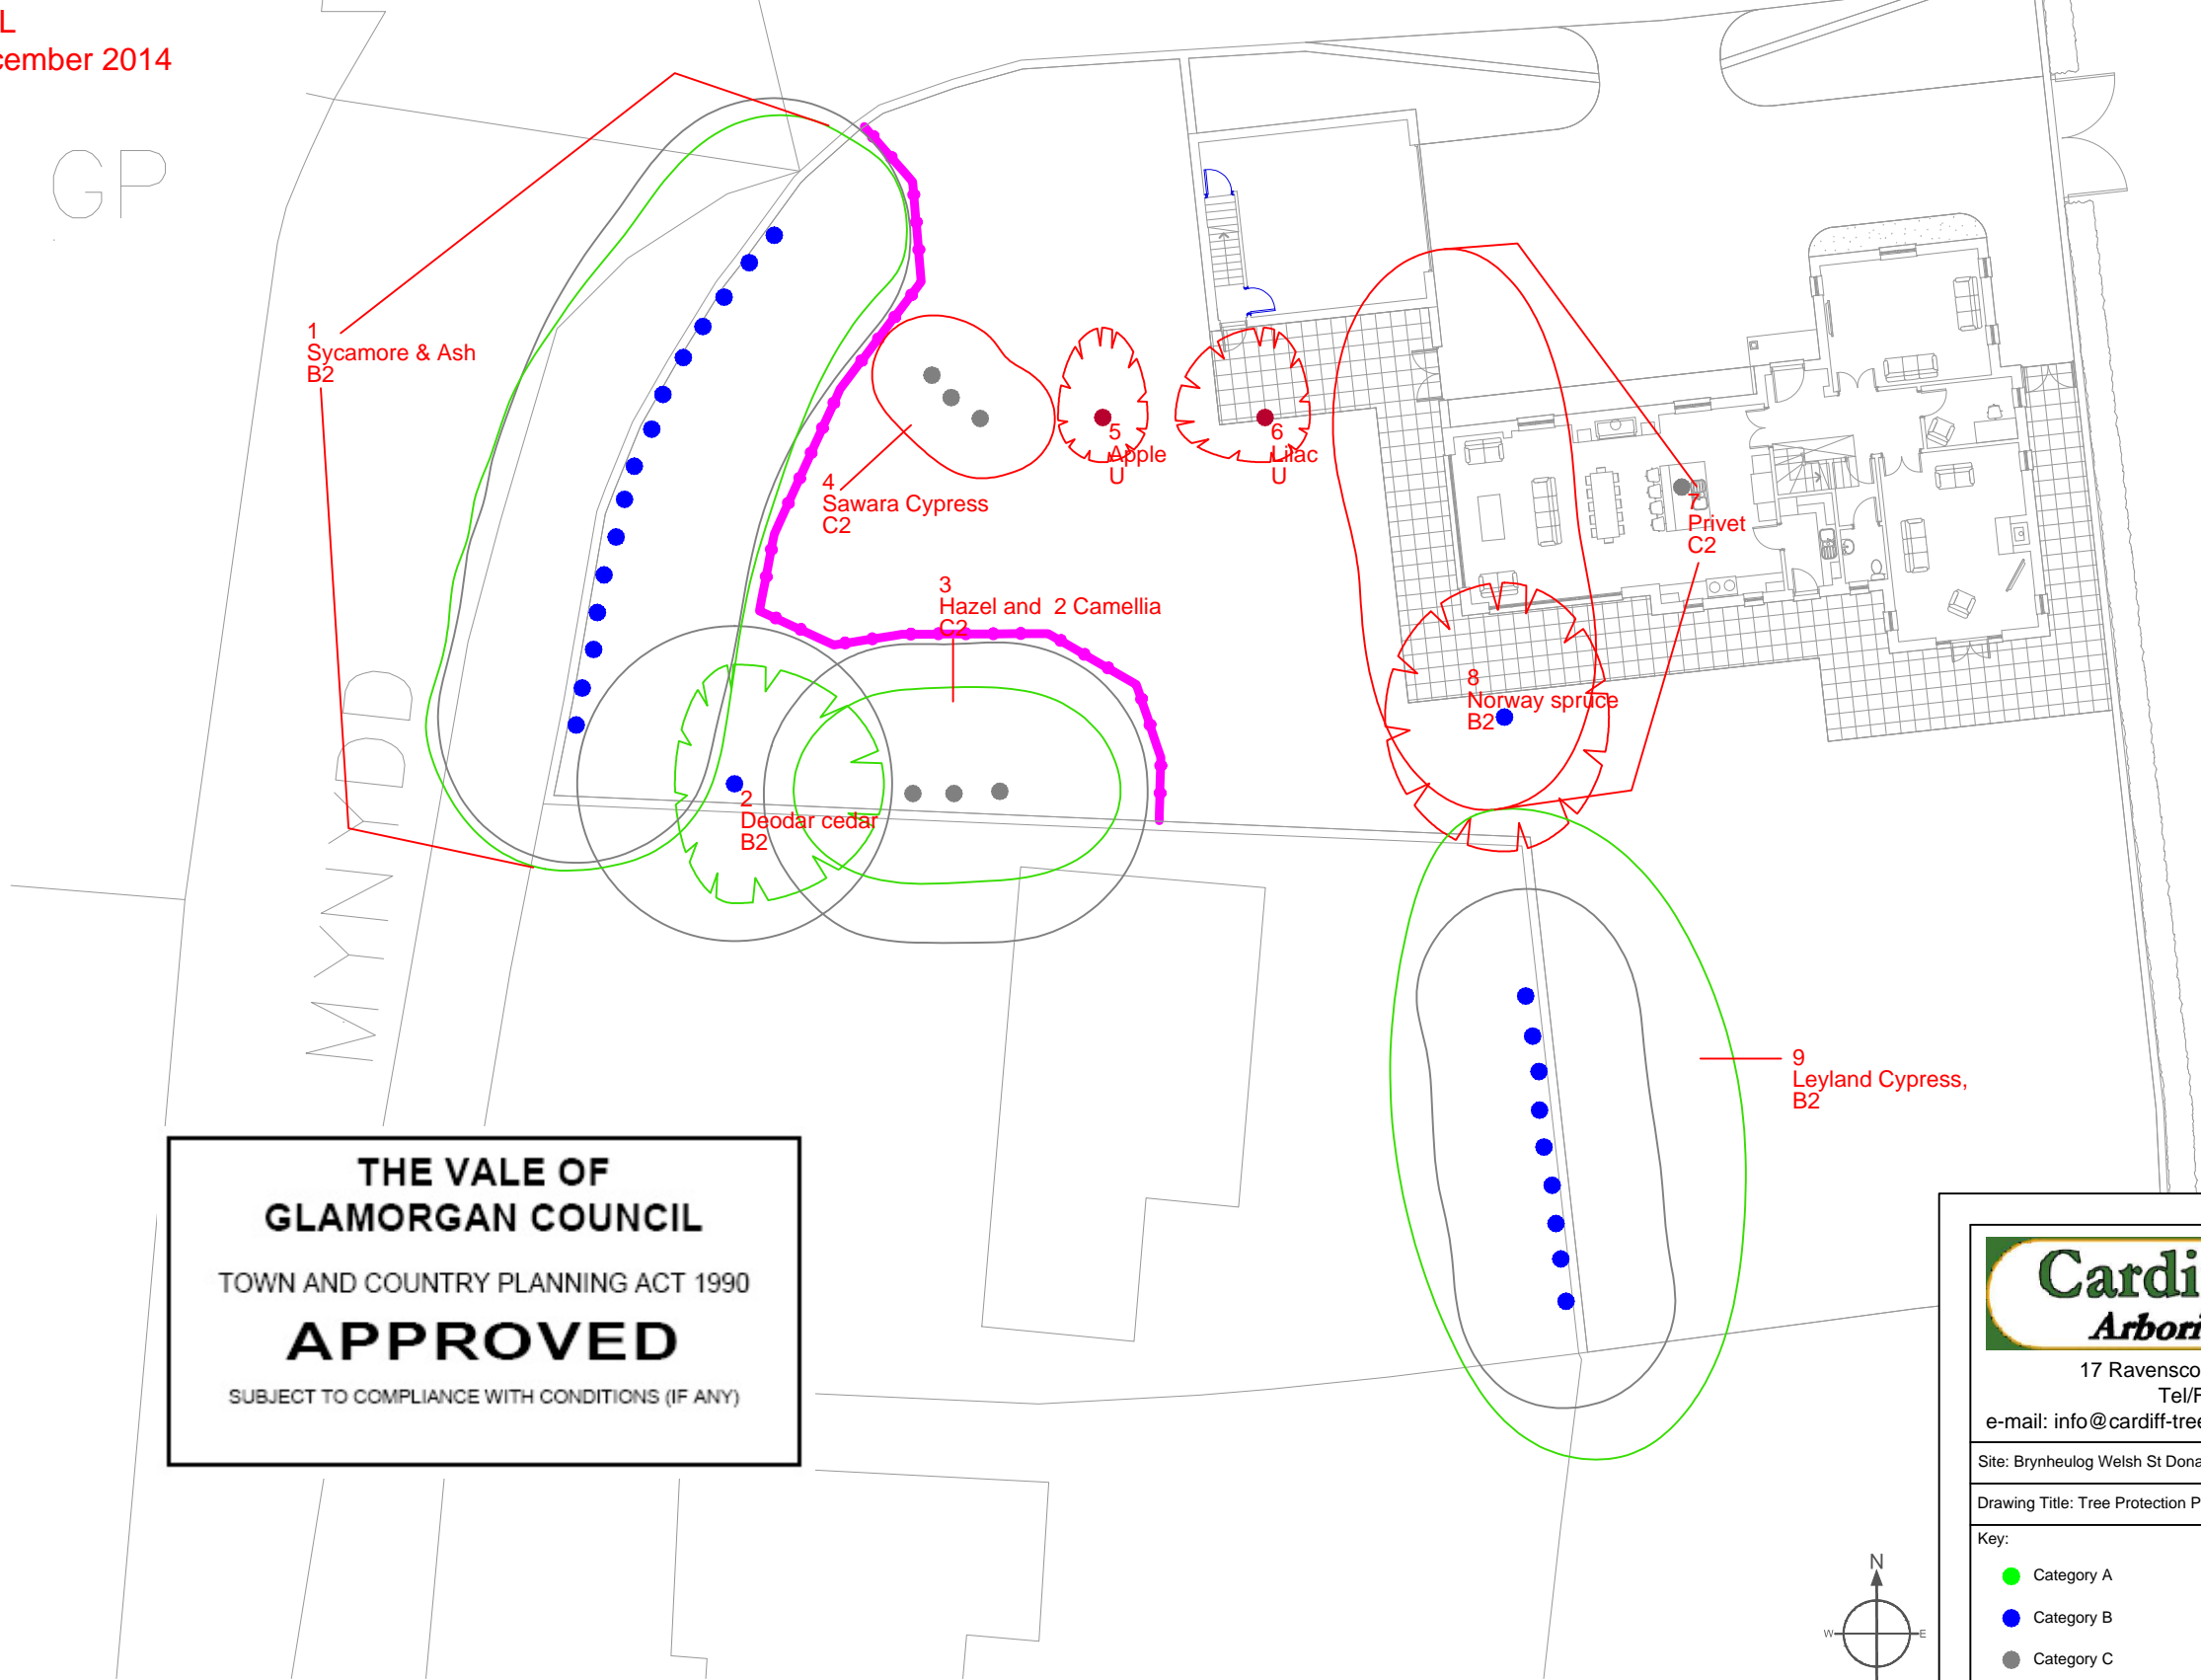 L
cember 2014
GP
1
Sycamore & Ash
B2
4
Sawara Cypress
C2
5
Apple
U
6
Lilac
U
7
Privet
C2
3
Hazel and  2 Camellia
C2
8
Norway spruce
B2
2
Deodar cedar
B2
MYNYDD
9
Leyland Cypress,
B2
THE VALE OF
GLAMORGAN COUNCIL
TOWN AND COUNTRY PLANNING ACT 1990
APPROVED
SUBJECT TO COMPLIANCE WITH CONDITIONS (IF ANY)
Cardi
Arbori
17 Ravensco
Tel/F
e-mail: info@cardiff-tree
Site: Brynheulog Welsh St Dona
Drawing Title: Tree Protection P
Key:
Category A
Category B
Category C
N
W
E